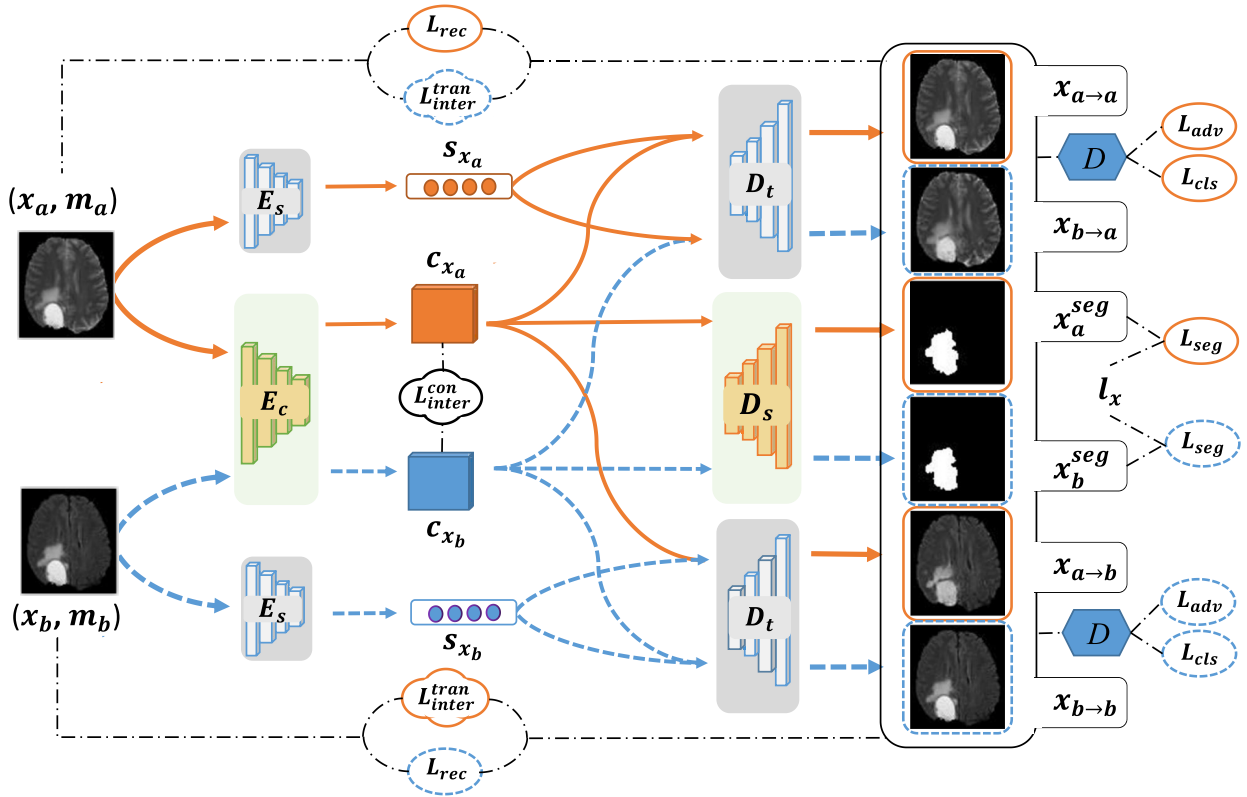 L_rec
L_inter^tran
s_{x_a}
E_s
(x_a, m_a)
D_t
x_{a→a}
D
L_adv
L_cls
x_{b→a}
c_{x_a}
E_c
L_inter^con
D_s
x_a^seg
L_seg
l_x
x_b^seg
L_seg
c_{x_b}
(x_b, m_b)
E_s
s_{x_b}
D_t
x_{a→b}
D
L_adv
L_cls
x_{b→b}
L_inter^tran
L_rec